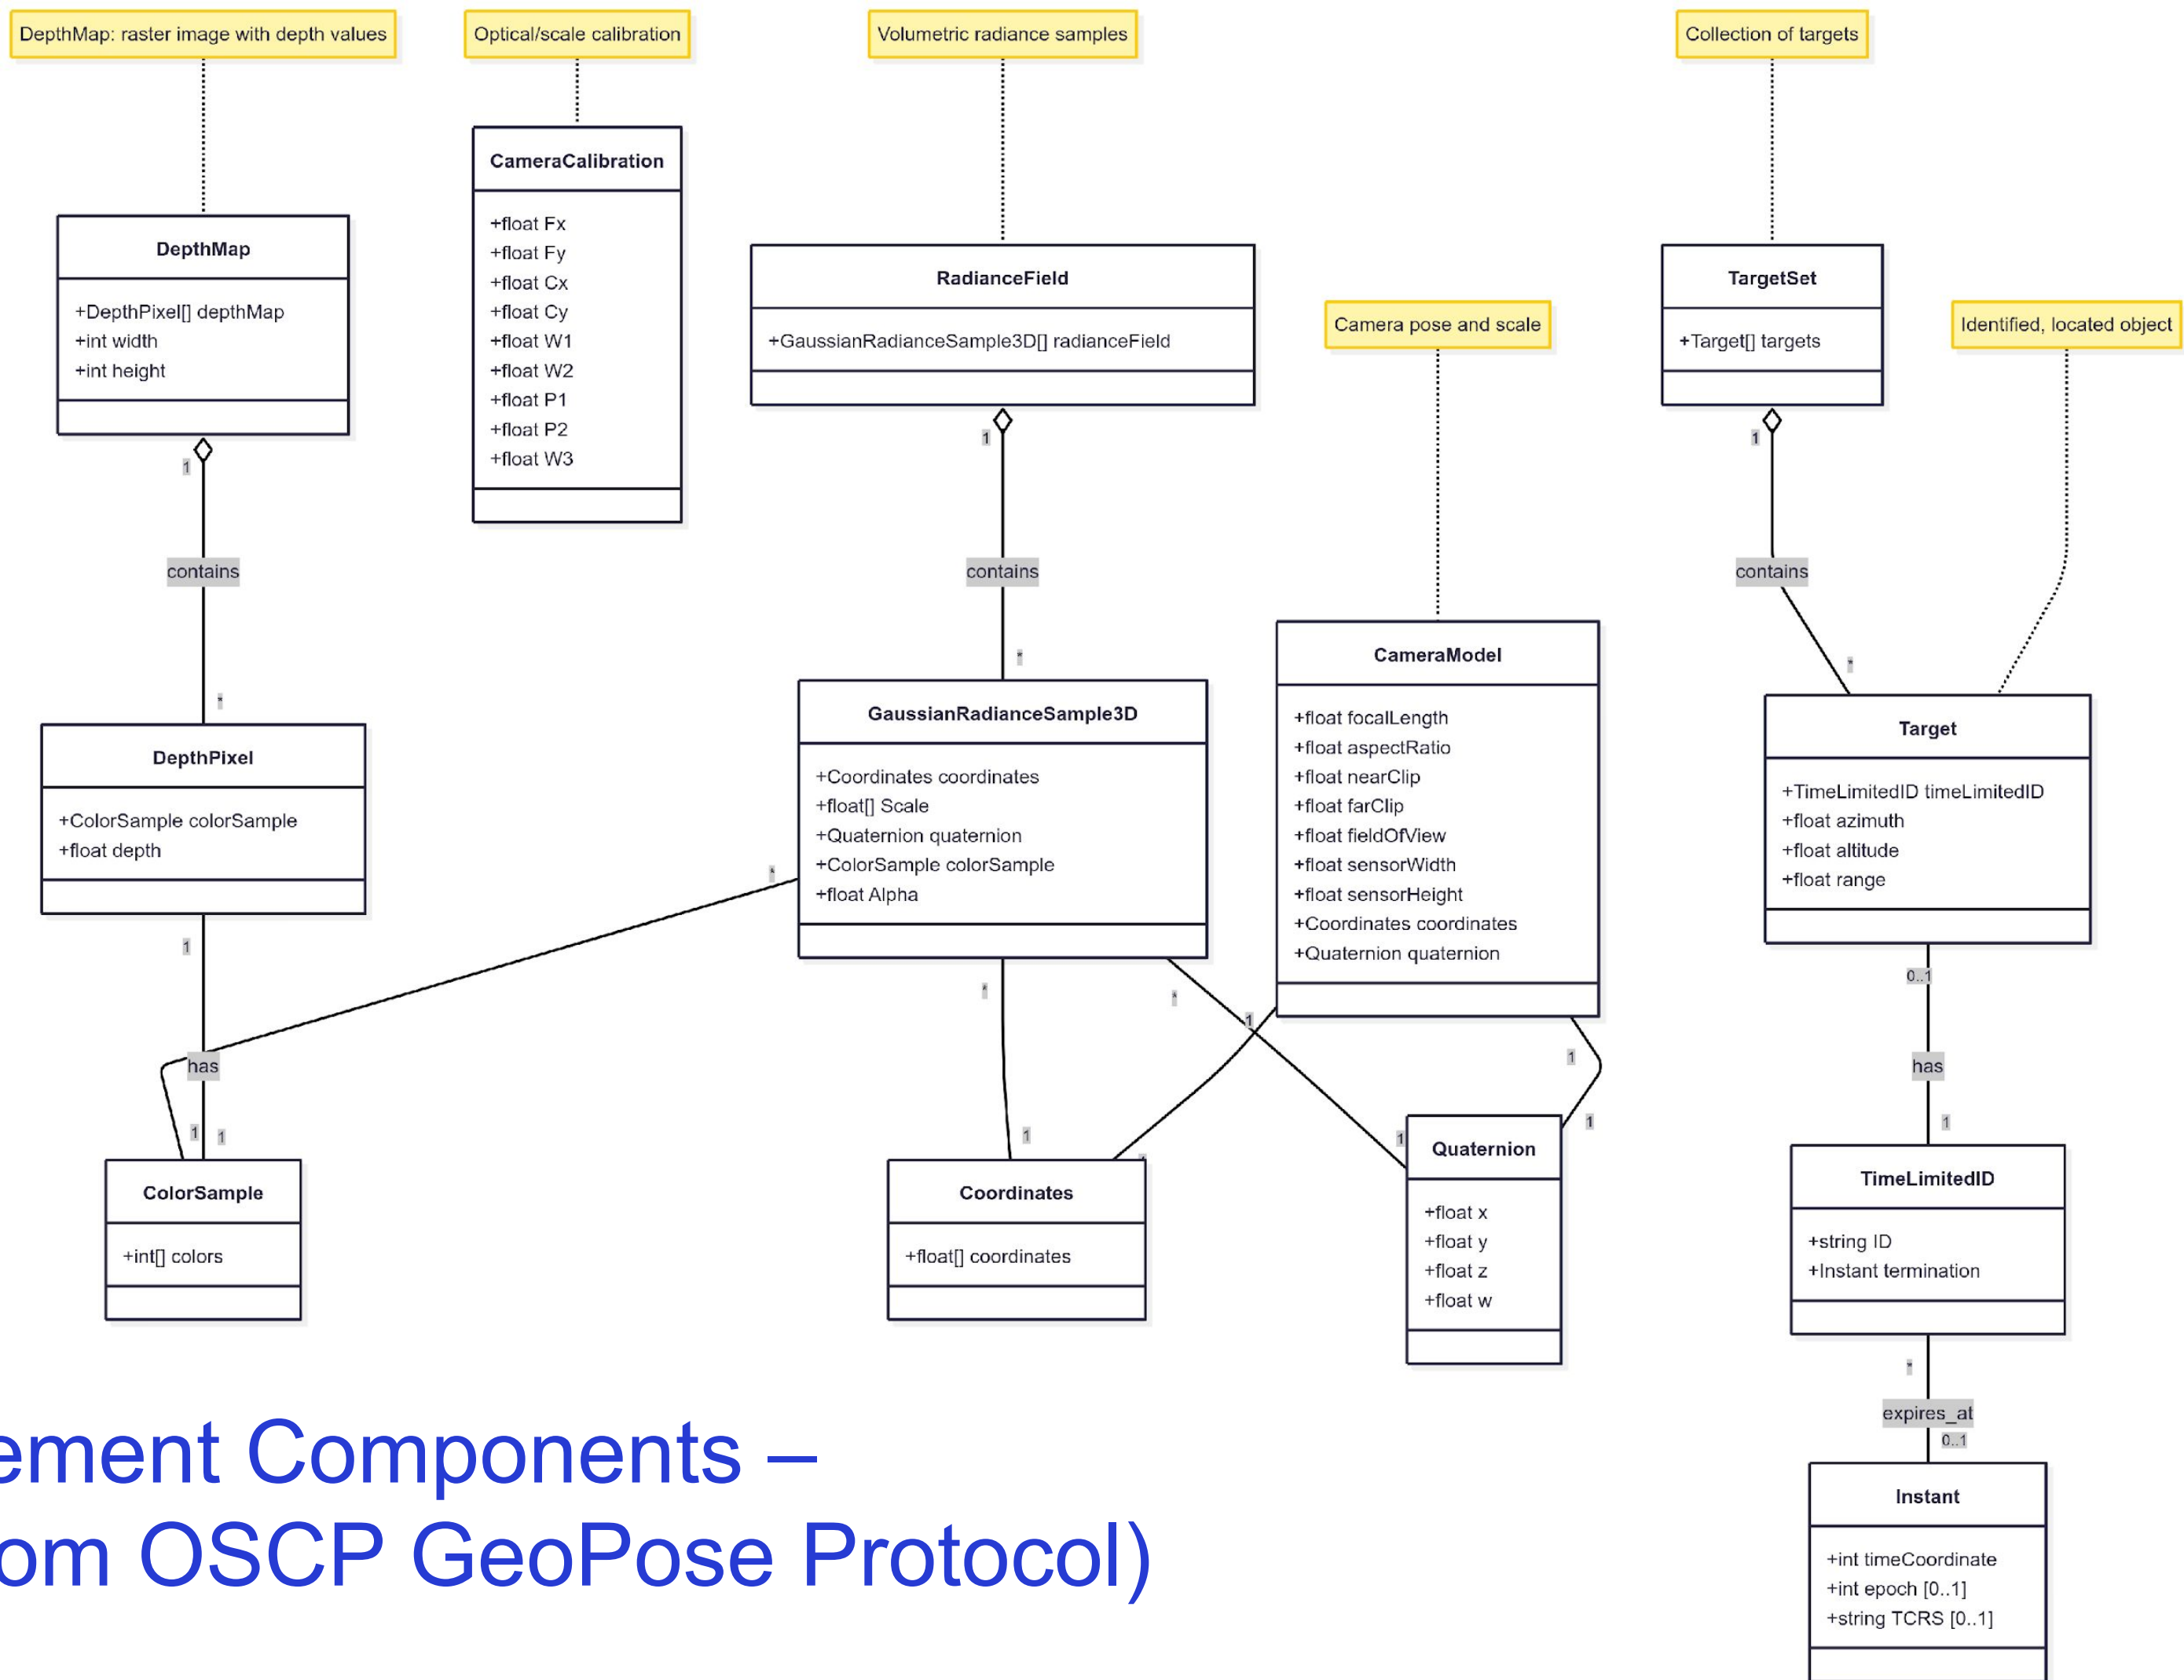 DepthMap: raster image with depth values
Optical/scale calibration
Volumetric radiance samples
Collection of targets
CameraCalibration
+float Fx
+float Fy
+float Cx
+float Cy
+float W1
+float W2
+float P1
+float P2
+float W3
DepthMap
+DepthPixel[] depthMap
+int width
+int height
1
contains
*
RadianceField
+GaussianRadianceSample3D[] radianceField
1
contains
*
Camera pose and scale
TargetSet
+Target[] targets
1
contains
*
Identified, located object
DepthPixel
+ColorSample colorSample
+float depth
1
has
1
1
GaussianRadianceSample3D
+Coordinates coordinates
+float[] Scale
+Quaternion quaternion
+ColorSample colorSample
+float Alpha
*
*
*
1
1
CameraModel
+float focalLength
+float aspectRatio
+float nearClip
+float farClip
+float fieldOfView
+float sensorWidth
+float sensorHeight
+Coordinates coordinates
+Quaternion quaternion
1
1
1
Target
+TimeLimitedID timeLimitedID
+float azimuth
+float altitude
+float range
0..1
has
1
ColorSample
+int[] colors
Coordinates
+float[] coordinates
Quaternion
+float x
+float y
+float z
+float w
TimeLimitedID
+string ID
+Instant termination
*
expires_at
0..1
Instant
+int timeCoordinate
+int epoch [0..1]
+string TCRS [0..1]
ement Components –
om OSCP GeoPose Protocol)